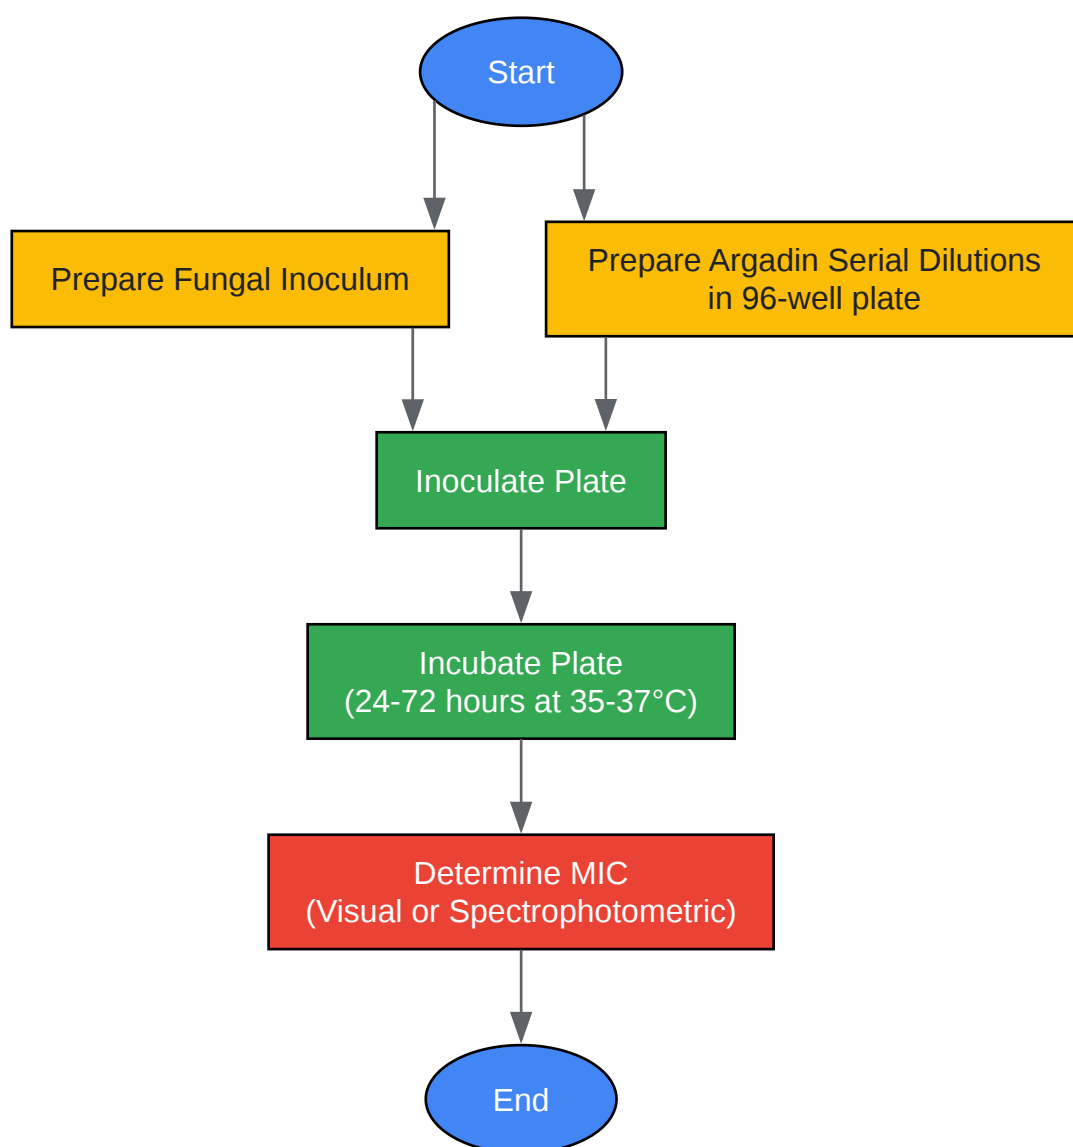 Start
Prepare Fungal Inoculum
Prepare Argadin Serial Dilutions
in 96-well plate
Inoculate Plate
Incubate Plate
(24-72 hours at 35-37°C)
Determine MIC
(Visual or Spectrophotometric)
End